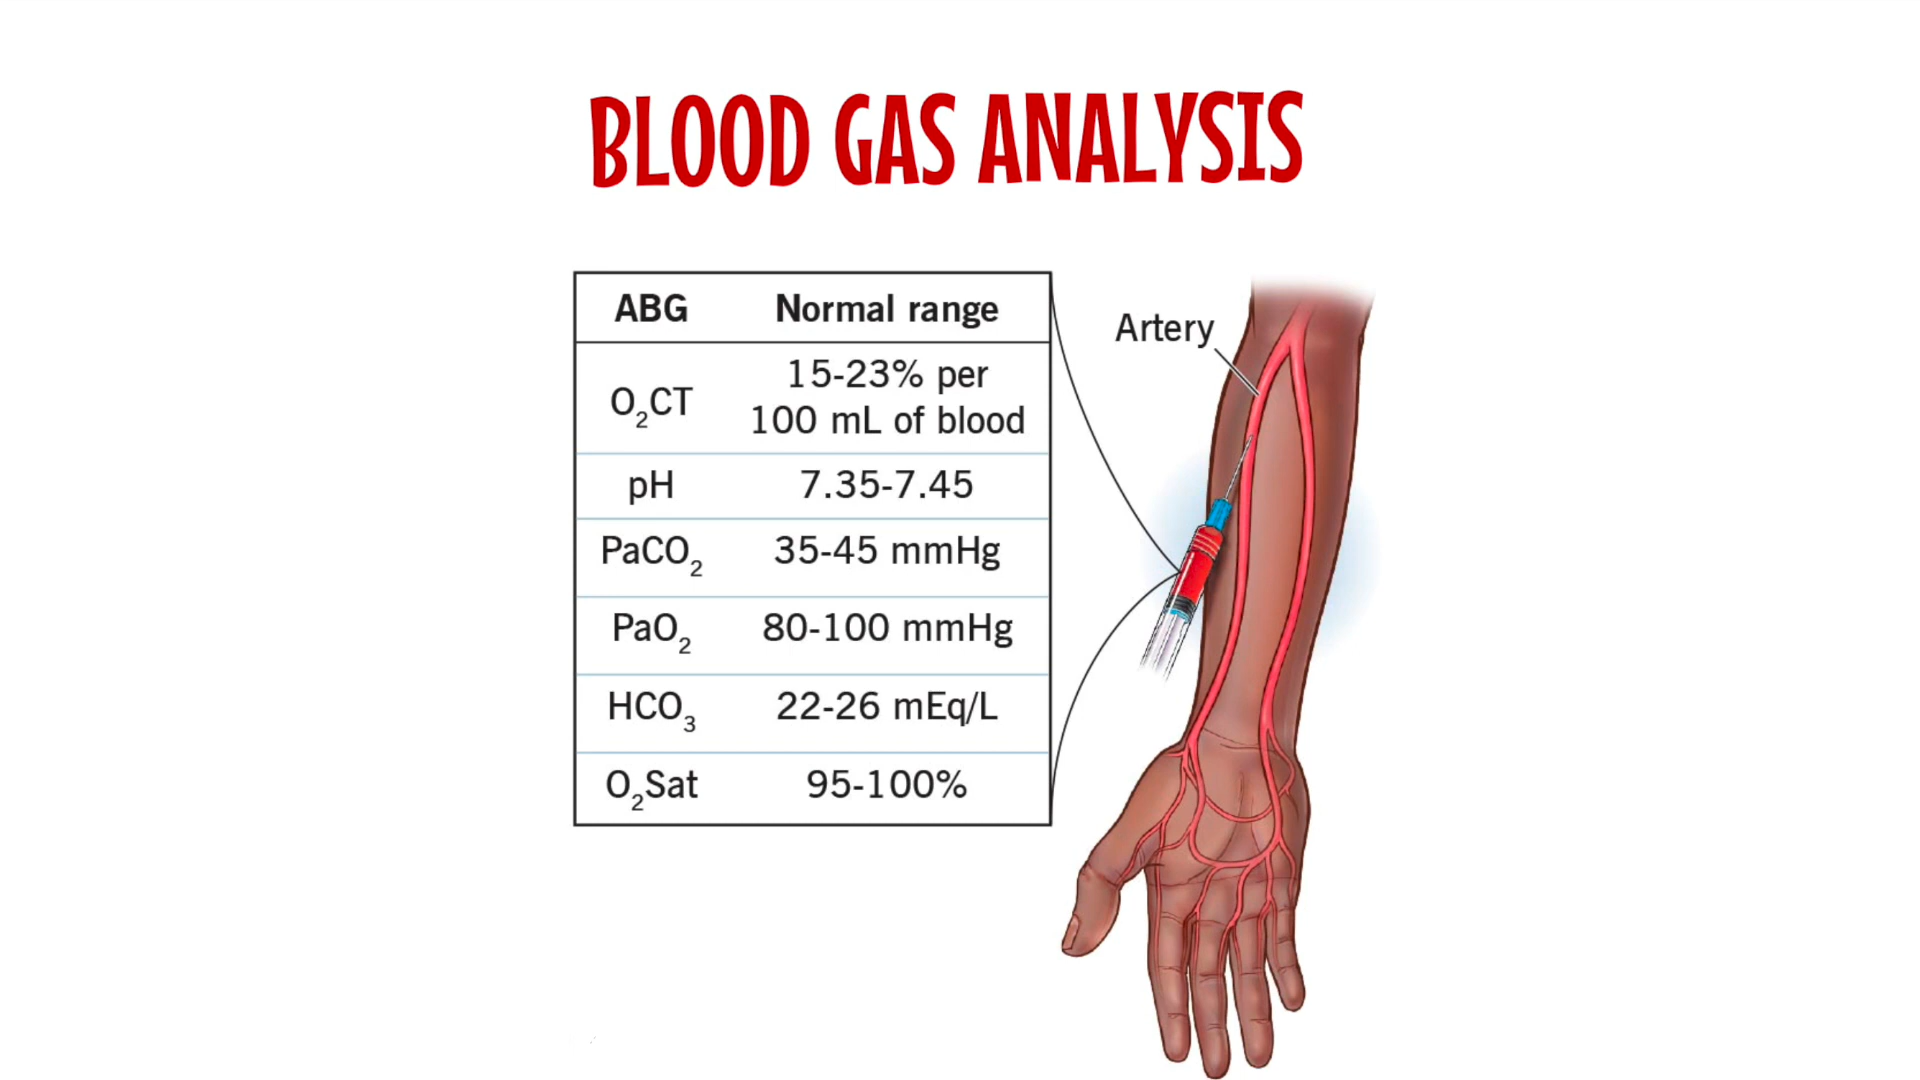 BLOOD GAS ANALYSIS
ABG Normal range
O₂CT 15-23% per
100 mL of blood
pH 7.35-7.45
PaCO₂ 35-45 mmHg
PaO₂ 80-100 mmHg
HCO₃ 22-26 mEq/L
O₂Sat 95-100%
Artery